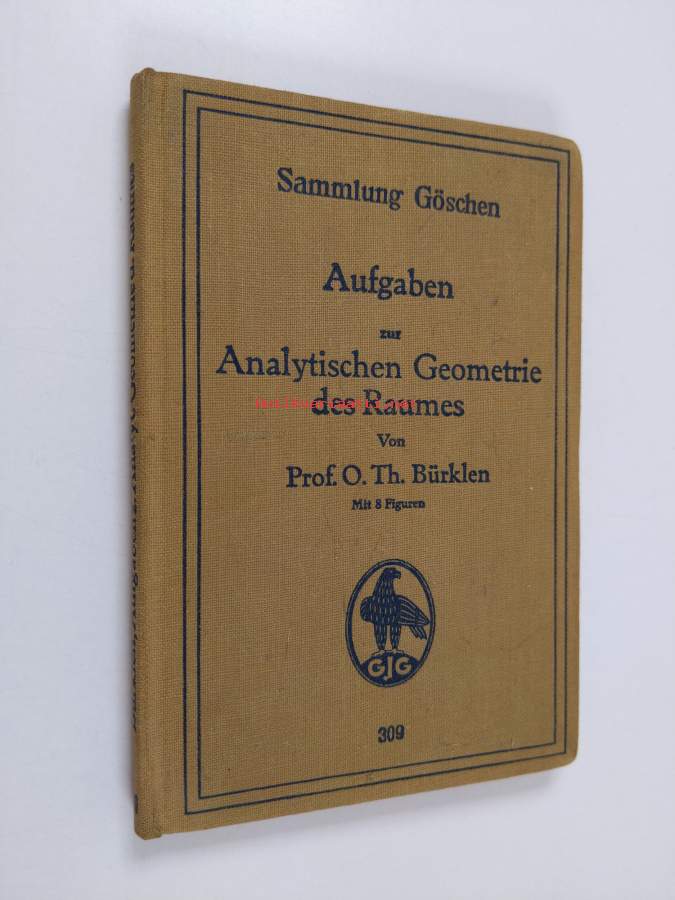 Sammlung Göschen
Aufgaben
zur
Analytischen Geometrie
des Raumes
Von
Prof. O. Th. Bürklen
Mit 8 Figuren
GJG
309